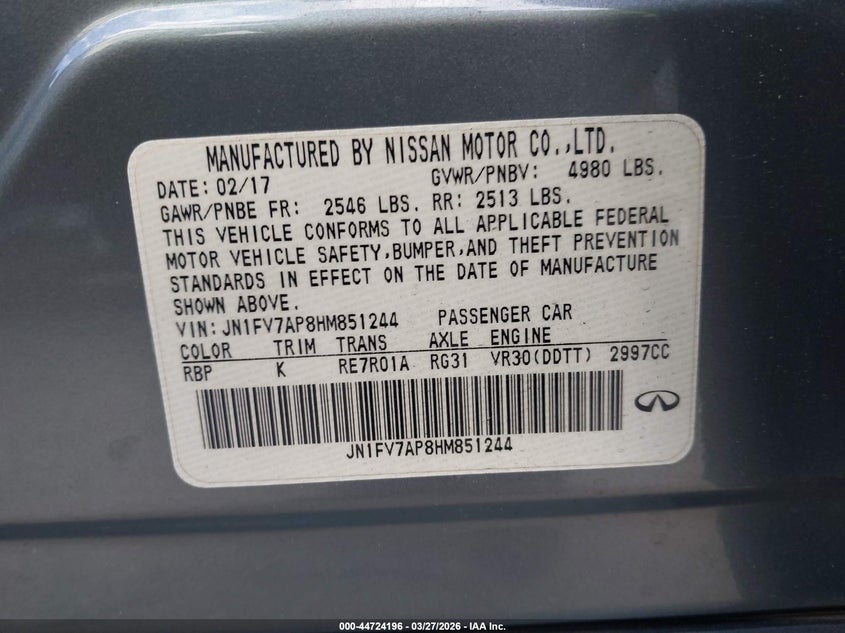 MANUFACTURED BY NISSAN MOTOR CO.,LTD.
DATE: 02/17 GVWR/PNBV: 4980 LBS.
GAWR/PNBE FR: 2546 LBS. RR: 2513 LBS.
THIS VEHICLE CONFORMS TO ALL APPLICABLE FEDERAL
MOTOR VEHICLE SAFETY,BUMPER,AND THEFT PREVENTION
STANDARDS IN EFFECT ON THE DATE OF MANUFACTURE
SHOWN ABOVE.
VIN: JN1FV7AP8HM851244 PASSENGER CAR
COLOR TRIM TRANS AXLE ENGINE
RBP K RE7R01A RG31 VR30(DDTT) 2997CC
JN1FV7AP8HM851244
000-44724196 - 03/27/2026 - IAA Inc.